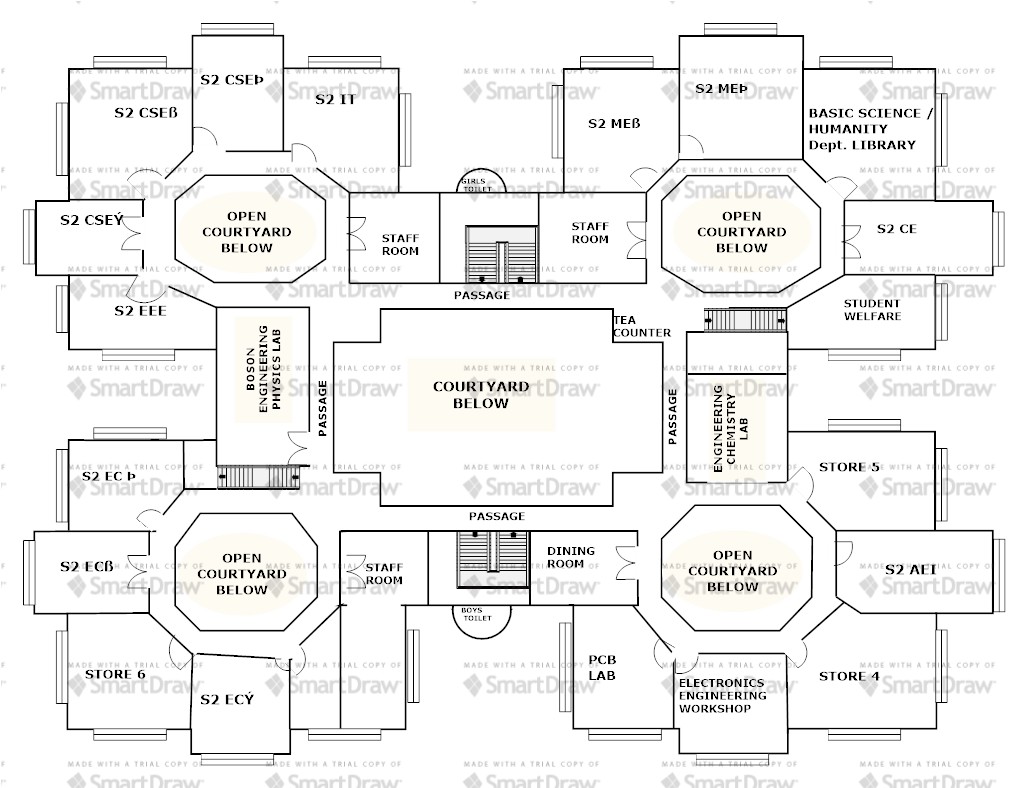 S2 CSEÞ
S2 IT
S2 CSEß
S2 MEÞ
S2 MEß
BASIC SCIENCE /
HUMANITY
Dept. LIBRARY
GIRLS
TOILET
S2 CSEÝ
OPEN
COURTYARD
BELOW
STAFF
ROOM
STAFF
ROOM
OPEN
COURTYARD
BELOW
S2 CE
PASSAGE
S2 EEE
TEA
COUNTER
STUDENT
WELFARE
BOSON
ENGINEERING
PHYSICS LAB
PASSAGE
COURTYARD
BELOW
PASSAGE
ENGINEERING
CHEMISTRY
LAB
S2 EC Þ
STORE 5
PASSAGE
S2 ECß
OPEN
COURTYARD
BELOW
STAFF
ROOM
DINING
ROOM
OPEN
COURTYARD
BELOW
S2 AEI
BOYS
TOILET
STORE 6
S2 ECÝ
PCB
LAB
ELECTRONICS
ENGINEERING
WORKSHOP
STORE 4
MADE WITH A TRIAL COPY OF
SmartDraw